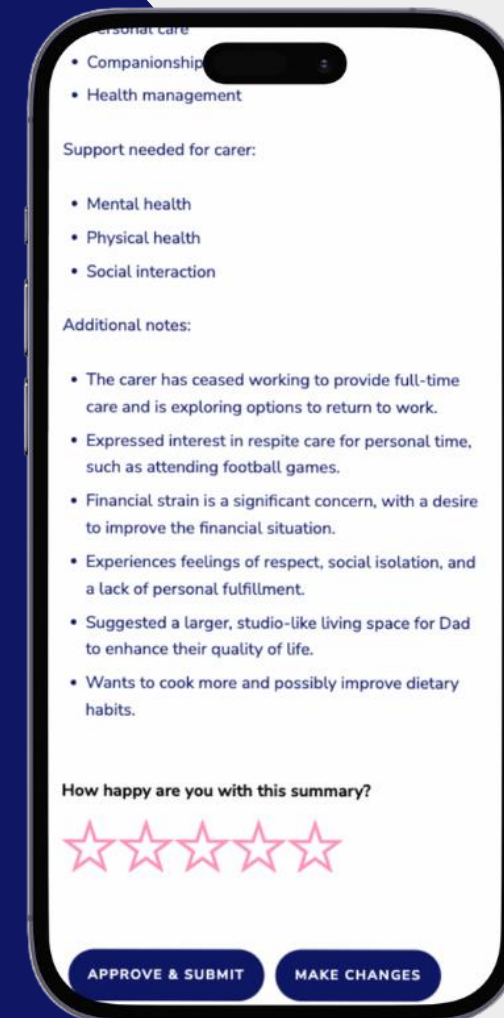 Personal care
• Companionship
• Health management
Support needed for carer:
• Mental health
• Physical health
• Social interaction
Additional notes:
• The carer has ceased working to provide full-time
care and is exploring options to return to work.
• Expressed interest in respite care for personal time,
such as attending football games.
• Financial strain is a significant concern, with a desire
to improve the financial situation.
• Experiences feelings of respect, social isolation, and
a lack of personal fulfillment.
• Suggested a larger, studio-like living space for Dad
to enhance their quality of life.
• Wants to cook more and possibly improve dietary
habits.
How happy are you with this summary?
APPROVE & SUBMIT
MAKE CHANGES